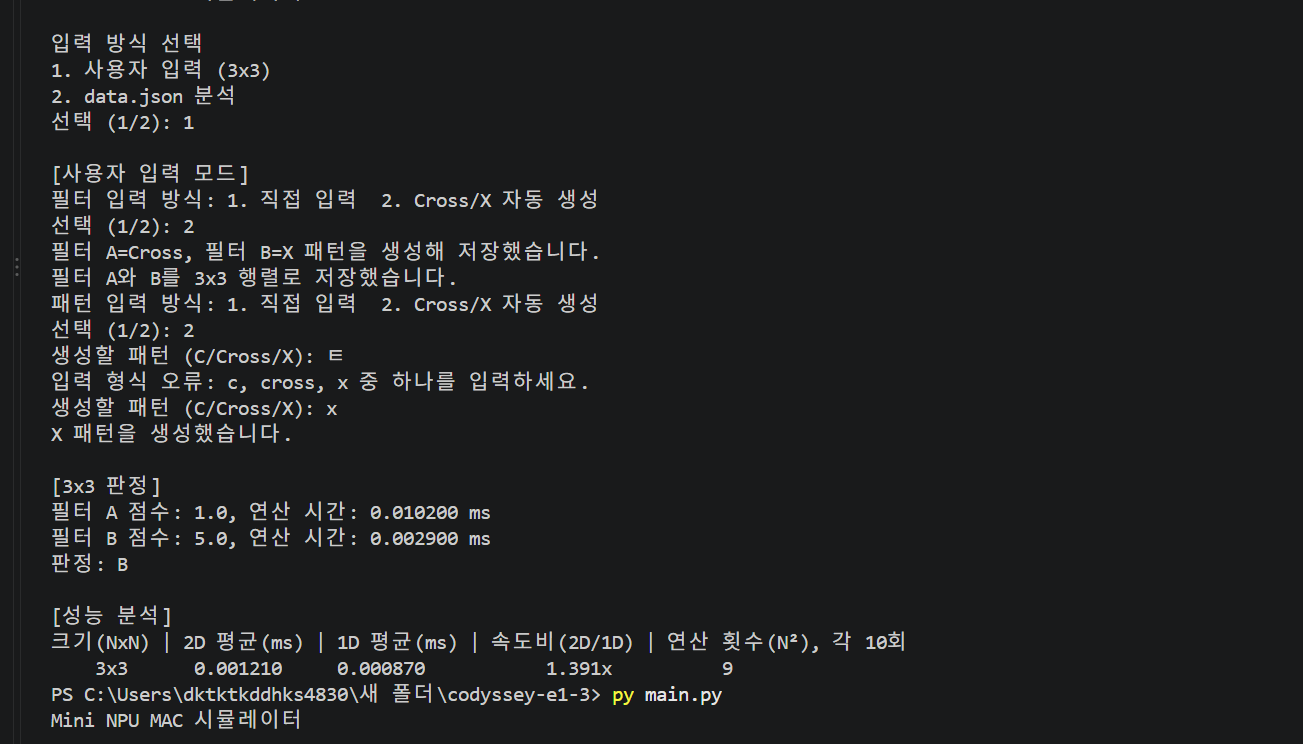 입력 방식 선택
1. 사용자 입력 (3x3)
2. data.json 분석
선택 (1/2): 1
[사용자 입력 모드]
필터 입력 방식: 1. 직접 입력  2. Cross/X 자동 생성
선택 (1/2): 2
필터 A=Cross, 필터 B=X 패턴을 생성해 저장했습니다.
필터 A와 B를 3x3 행렬로 저장했습니다.
패턴 입력 방식: 1. 직접 입력  2. Cross/X 자동 생성
선택 (1/2): 2
생성할 패턴 (C/Cross/X): ㅌ
입력 형식 오류: c, cross, x 중 하나를 입력하세요.
생성할 패턴 (C/Cross/X): x
X 패턴을 생성했습니다.
[3x3 판정]
필터 A 점수: 1.0, 연산 시간: 0.010200 ms
필터 B 점수: 5.0, 연산 시간: 0.002900 ms
판정: B
[성능 분석]
크기(NxN) | 2D 평균(ms) | 1D 평균(ms) | 속도비(2D/1D) | 연산 횟수(N²), 각 10회
3x3 0.001210 0.000870 1.391x 9
PS C:\Users\dktktkddhks4830\새 폴더\codyssey-e1-3> py main.py
Mini NPU MAC 시뮬레이터